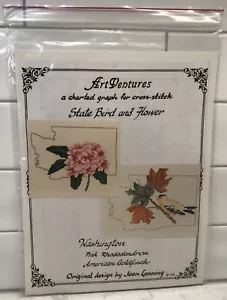 ArtVentures
a charted graph for cross-stitch
State Bird and Flower
Washington
Pink Rhododendron
American Goldfinch
Original design by Jean Lanning